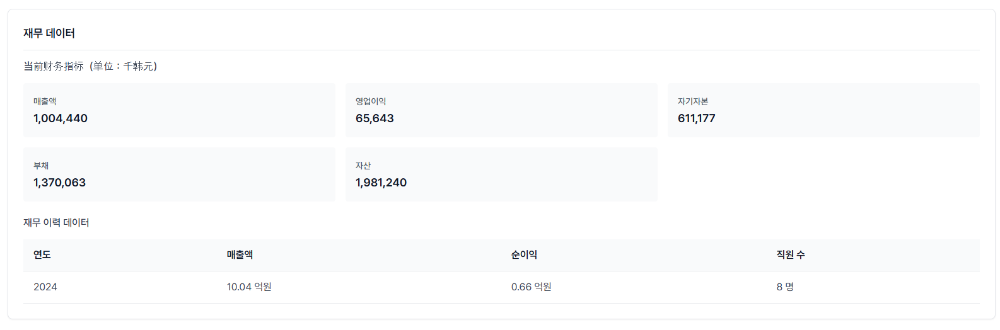 재무 데이터
当前财务指标 (单位：千韩元)
매출액
1,004,440
영업이익
65,643
자기자본
611,177
부채
1,370,063
자산
1,981,240
재무 이력 데이터
연도 매출액 순이익 직원 수
2024 10.04 억원 0.66 억원 8 명